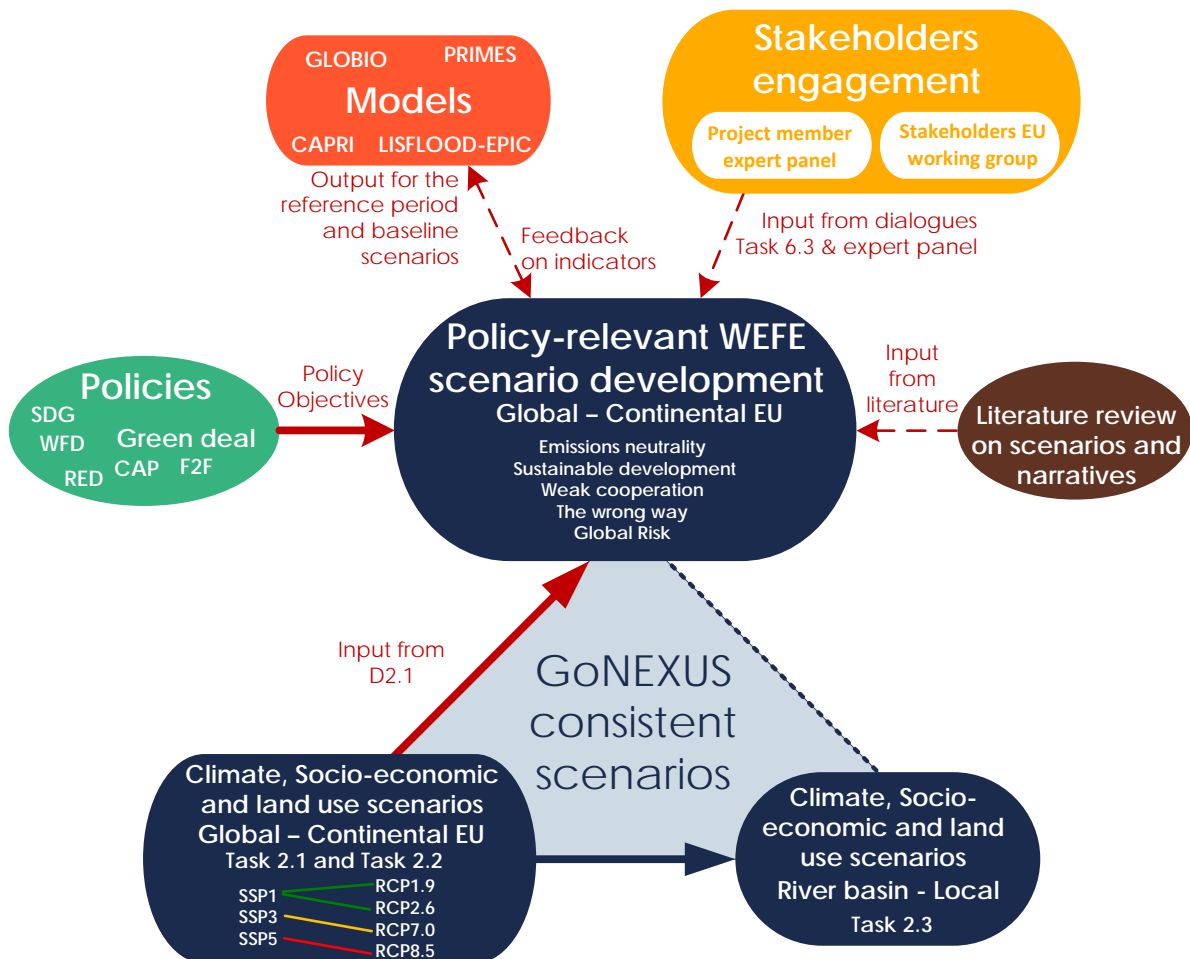 GLOBIO
PRIMES
Models
CAPRI
LISFLOOD-EPIC
Stakeholders
engagement
Project member
expert panel
Stakeholders EU
working group
Output for the
reference period
and baseline
scenarios
Feedback
on indicators
Input from dialogues
Task 6.3 & expert panel
Policies
SDG
WFD
Green deal
RED
CAP
F2F
Policy
Objectives
Policy-relevant WEFE
scenario development
Global – Continental EU
Emissions neutrality
Sustainable development
Weak cooperation
The wrong way
Global Risk
Input
from
literature
Literature review
on scenarios and
narratives
Input from
D2.1
GoNEXUS
consistent
scenarios
Climate, Socio-economic
and land use scenarios
Global – Continental EU
Task 2.1 and Task 2.2
SSP1
SSP3
SSP5
RCP1.9
RCP2.6
RCP7.0
RCP8.5
Climate, Socio-
economic and land
use scenarios
River basin - Local
Task 2.3